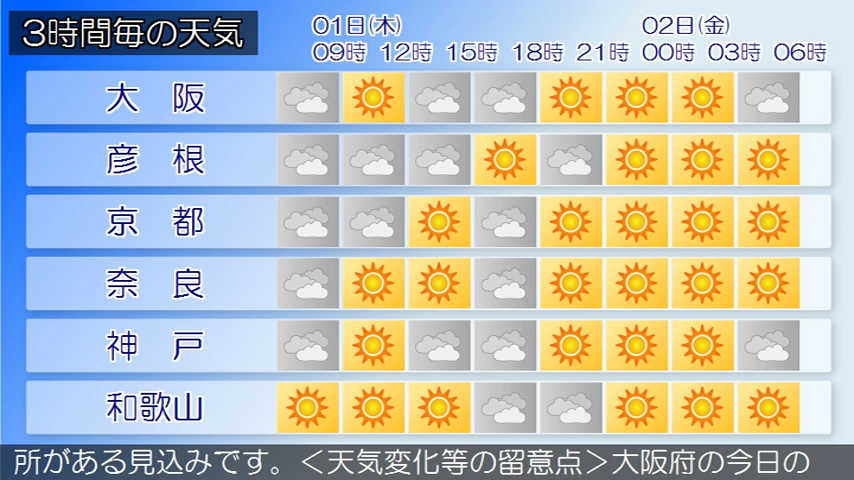 3時間毎の天気
01日(木) 02日(金)
09時 12時 15時 18時 21時 00時 03時 06時
大阪
彦根
京都
奈良
神戸
和歌山
所がある見込みです。<天気変化等の留意点>大阪府の今日の